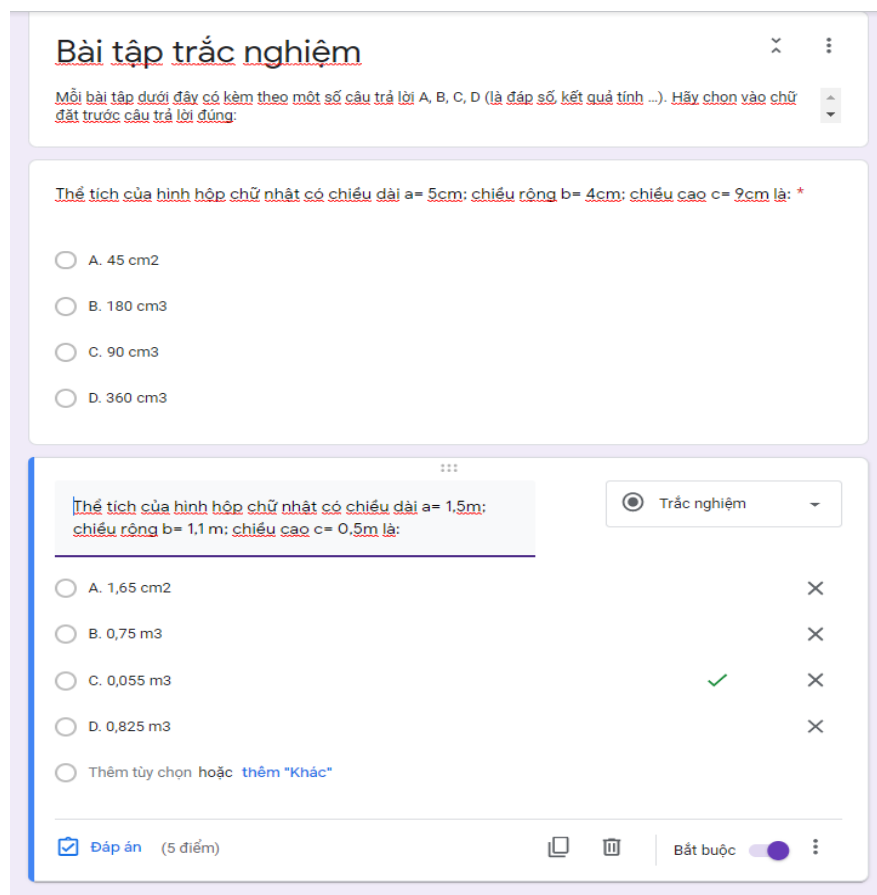 Bài tập trắc nghiệm
Mỗi bài tập dưới đây có kèm theo một số câu trả lời A, B, C, D (là đáp số, kết quả tính ...). Hãy chọn vào chữ
đặt trước câu trả lời đúng:
Thể tích của hình hộp chữ nhật có chiều dài a= 5cm; chiều rộng b= 4cm; chiều cao c= 9cm là: *
A. 45 cm2
B. 180 cm3
C. 90 cm3
D. 360 cm3
Thể tích của hình hộp chữ nhật có chiều dài a= 1,5m;
chiều rộng b= 1,1 m; chiều cao c= 0,5m là:
Trắc nghiệm
A. 1,65 cm2
B. 0,75 m3
C. 0,055 m3
D. 0,825 m3
Thêm tùy chọn hoặc thêm "Khác"
Đáp án (5 điểm)
Bắt buộc